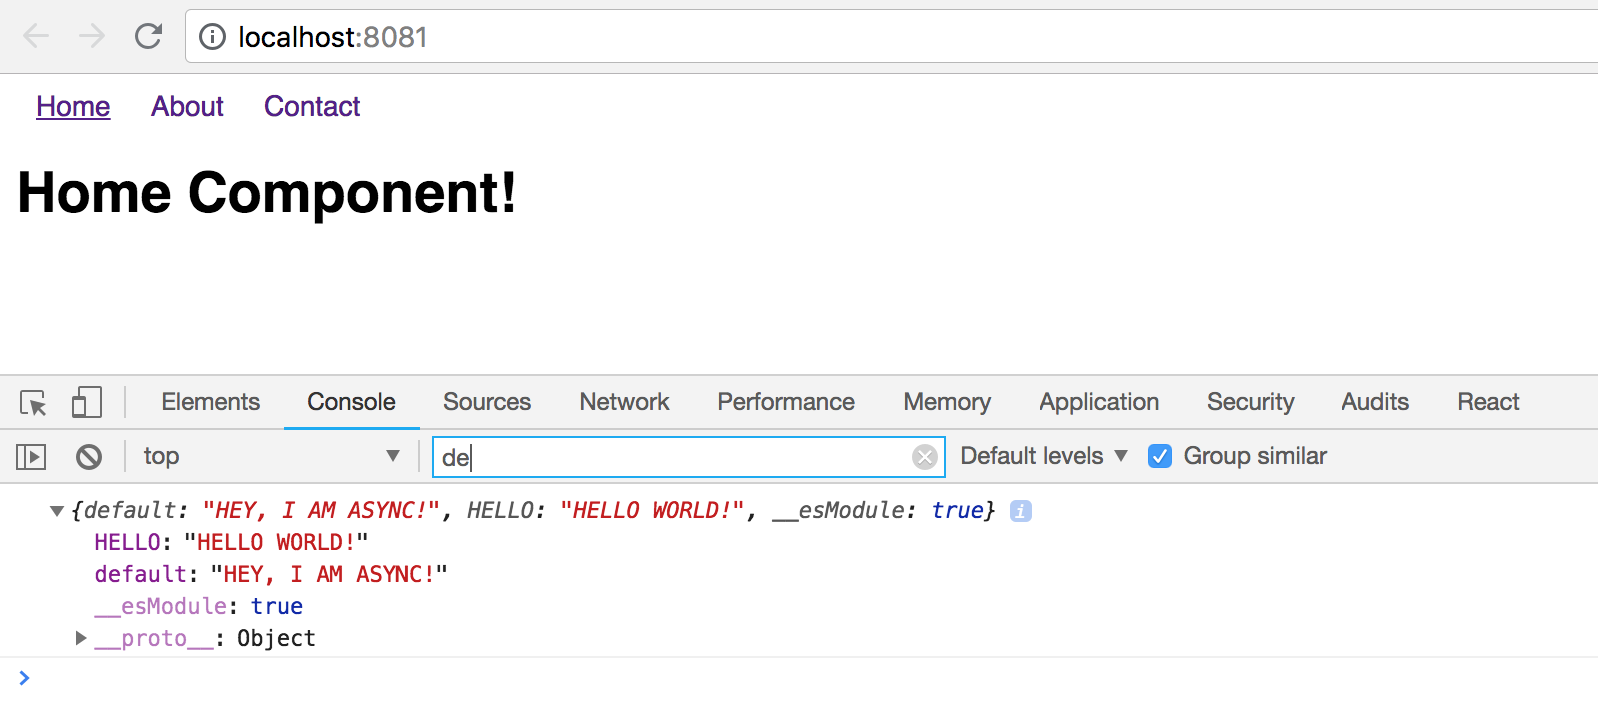 localhost:8081
Home About Contact
Home Component!
Elements Console Sources Network Performance Memory Application Security Audits React
top de Default levels Group similar
{default: "HEY, I AM ASYNC!", HELLO: "HELLO WORLD!", __esModule: true} i
HELLO: "HELLO WORLD!"
default: "HEY, I AM ASYNC!"
__esModule: true
__proto__: Object